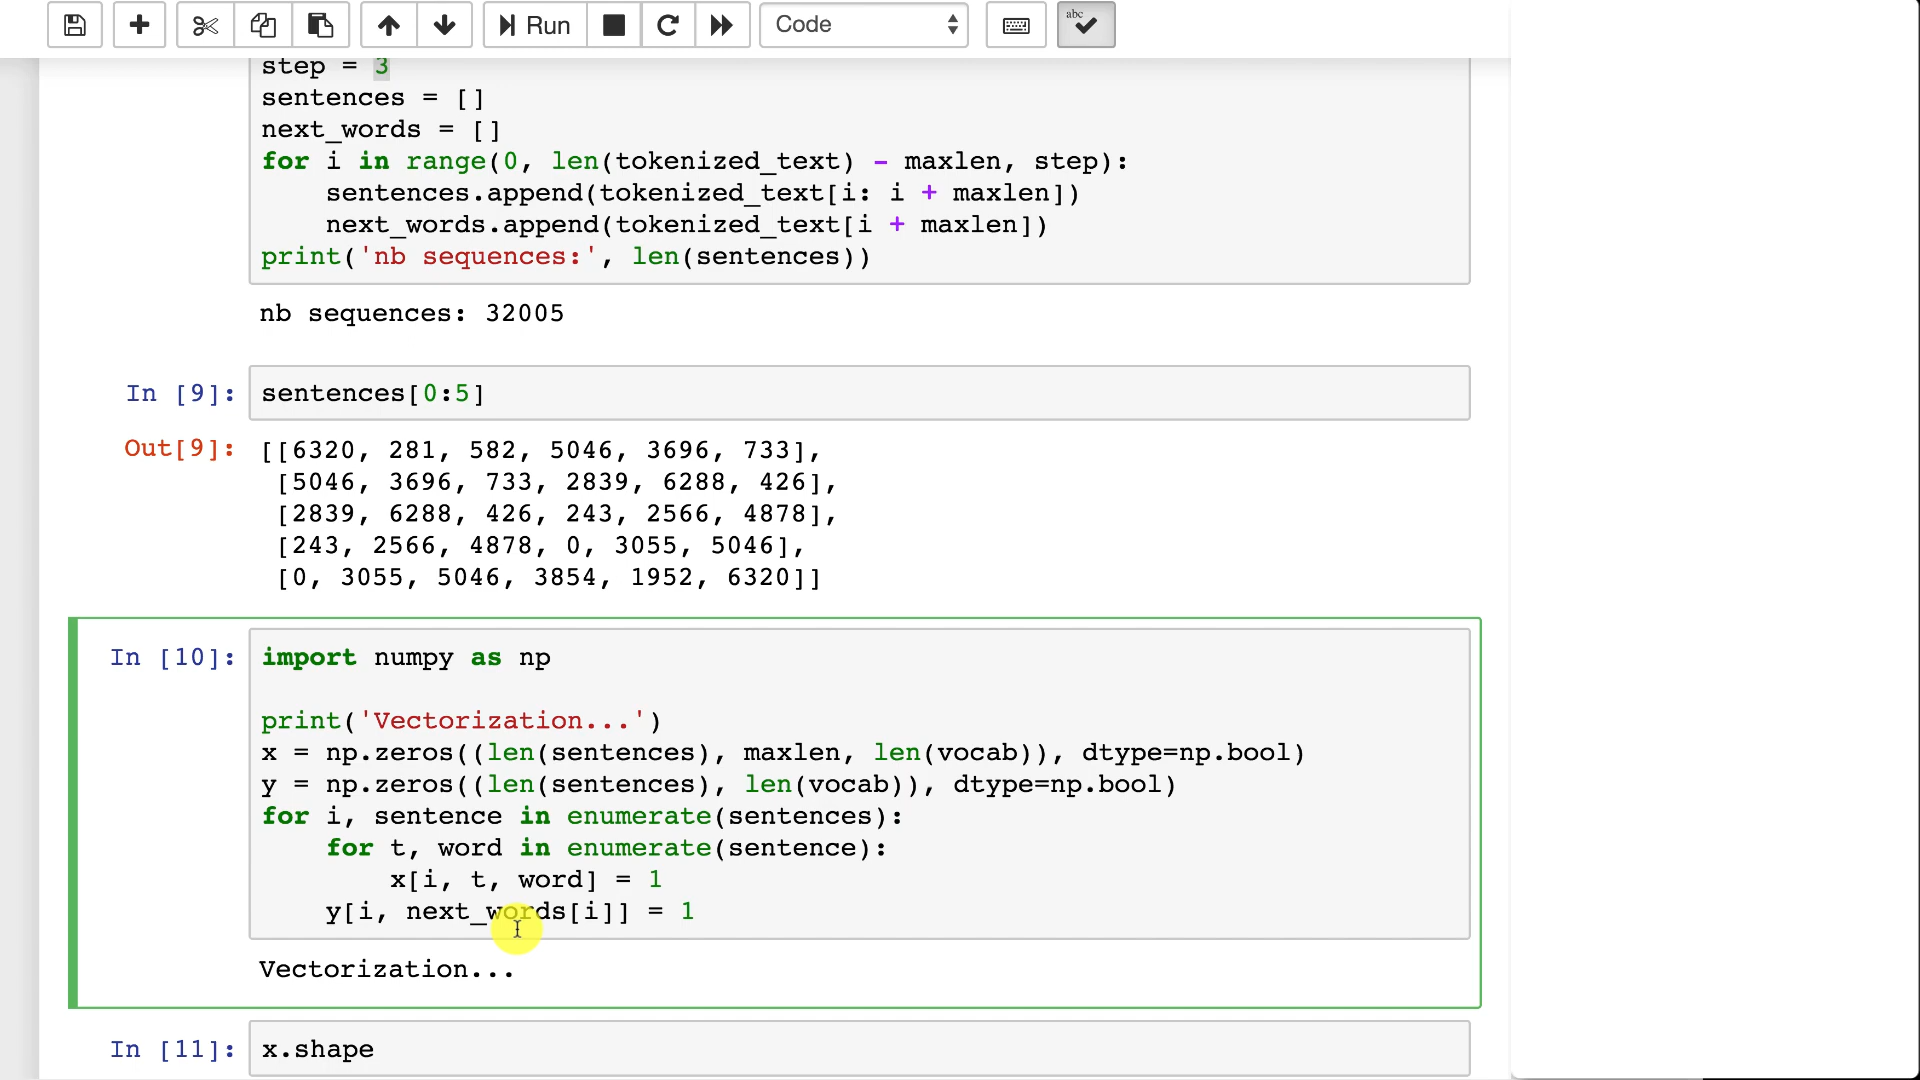 Run
Code
abc
step = 3
sentences = []
next_words = []
for i in range(0, len(tokenized_text) - maxlen, step):
    sentences.append(tokenized_text[i: i + maxlen])
    next_words.append(tokenized_text[i + maxlen])
print('nb sequences:', len(sentences))
nb sequences: 32005
In [9]: sentences[0:5]
Out[9]: [[6320, 281, 582, 5046, 3696, 733],
 [5046, 3696, 733, 2839, 6288, 426],
 [2839, 6288, 426, 243, 2566, 4878],
 [243, 2566, 4878, 0, 3055, 5046],
 [0, 3055, 5046, 3854, 1952, 6320]]
In [10]: import numpy as np
print('Vectorization...')
x = np.zeros((len(sentences), maxlen, len(vocab)), dtype=np.bool)
y = np.zeros((len(sentences), len(vocab)), dtype=np.bool)
for i, sentence in enumerate(sentences):
    for t, word in enumerate(sentence):
        x[i, t, word] = 1
    y[i, next_words[i]] = 1
Vectorization...
In [11]: x.shape